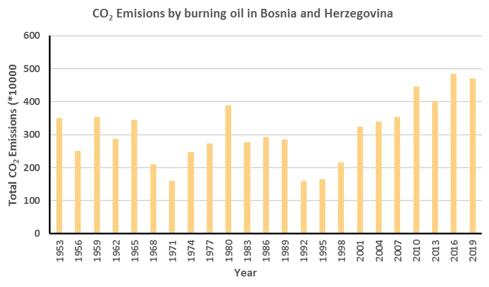 CO₂ Emisions by burning oil in Bosnia and Herzegovina
Total CO₂ Emissions (*10000
600
500
400
300
200
100
0
1953 1956 1959 1962 1965 1968 1971 1974 1977 1980 1983 1986 1989 1992 1995 1998 2001 2004 2007 2010 2013 2016 2019
Year